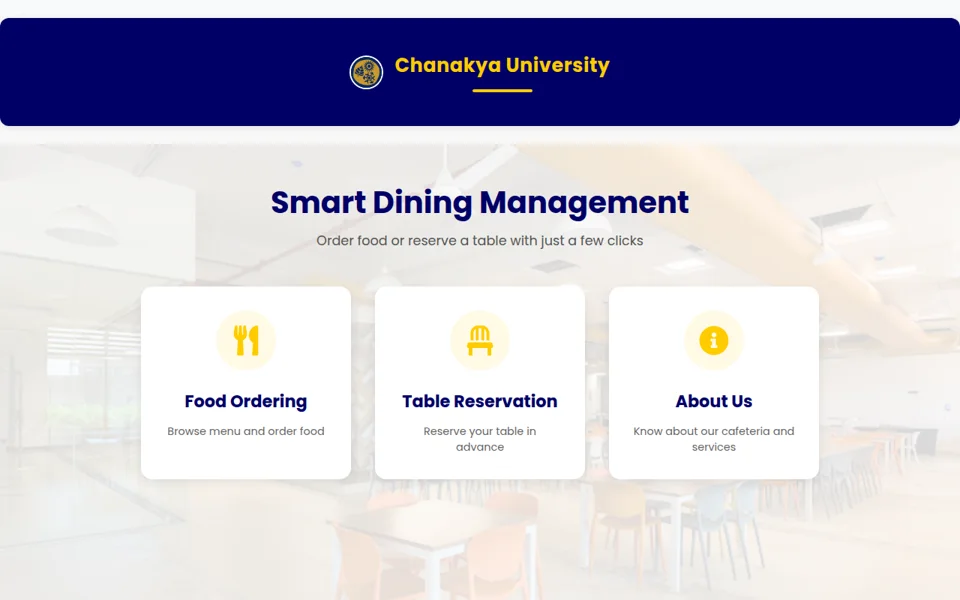 Chanakya University
Smart Dining Management
Order food or reserve a table with just a few clicks
Food Ordering
Browse menu and order food
Table Reservation
Reserve your table in
advance
About Us
Know about our cafeteria and
services